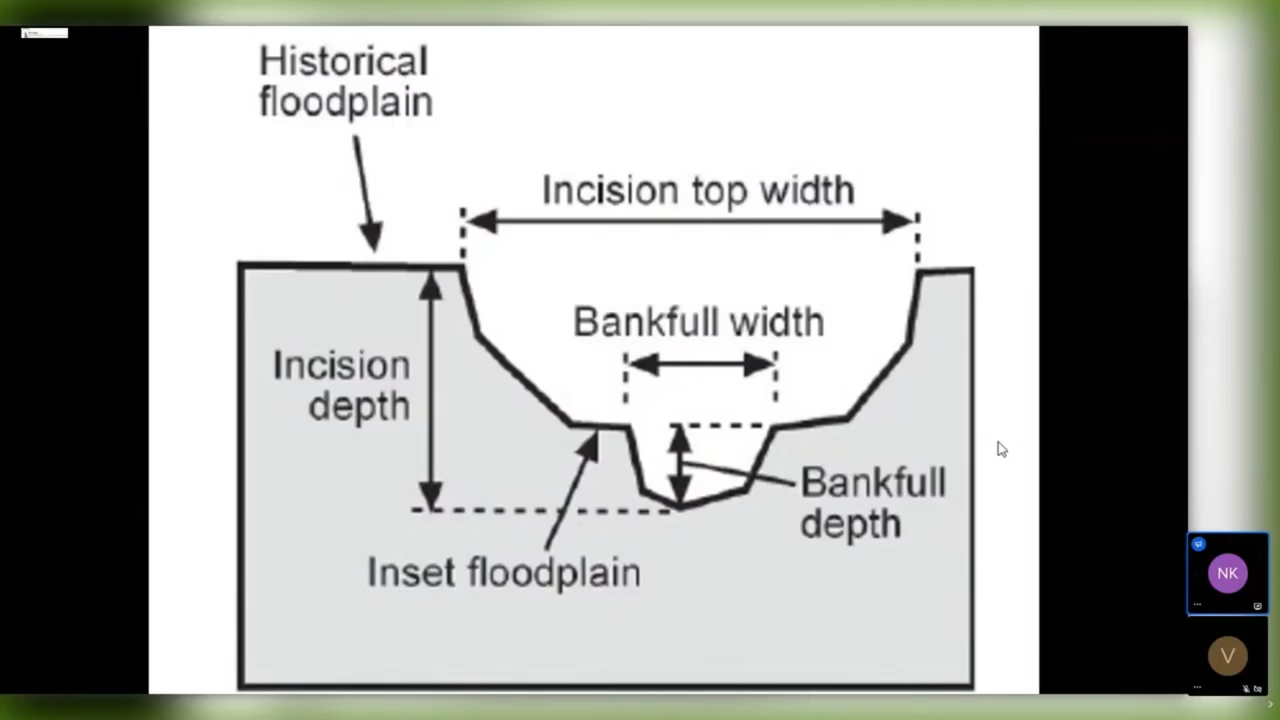 Historical
floodplain
Incision top width
Bankfull width
Incision
depth
Bankfull
depth
Inset floodplain
NK
V